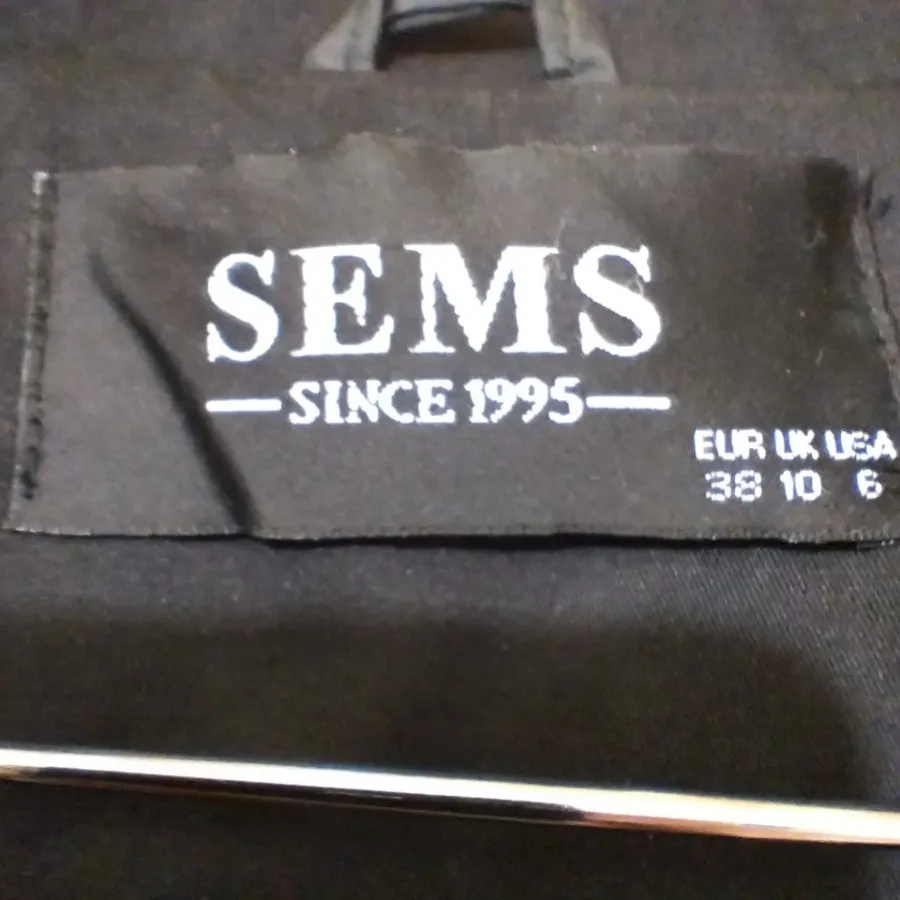 SEMS
SINCE 1995
EUR UK USA
38 10 6